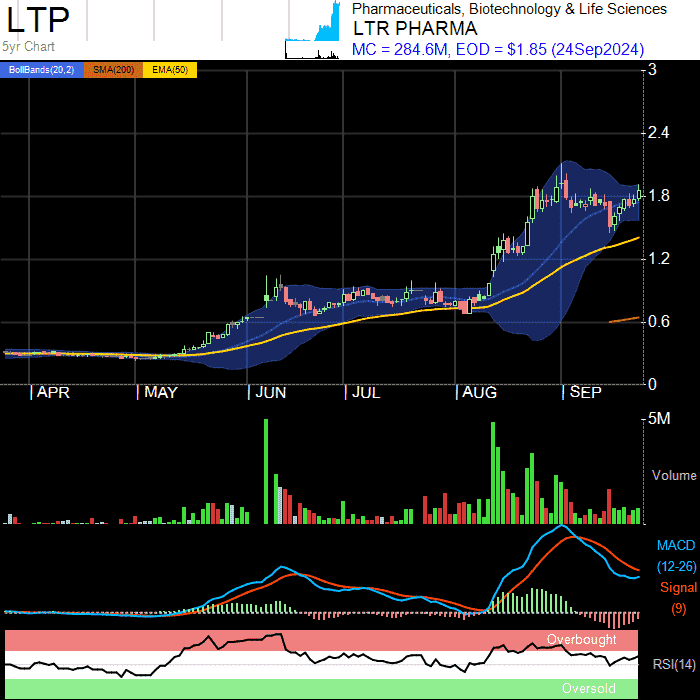 LTP
5yr Chart
Pharmaceuticals, Biotechnology & Life Sciences
LTR PHARMA
MC = 284.6M, EOD = $1.85 (24Sep2024)
BollBands(20,2) SMA(200) EMA(50)
3
2.4
1.8
1.2
0.6
0
APR MAY JUN JUL AUG SEP
5M
Volume
MACD
(12-26)
Signal
(9)
Overbought
RSI(14)
Oversold